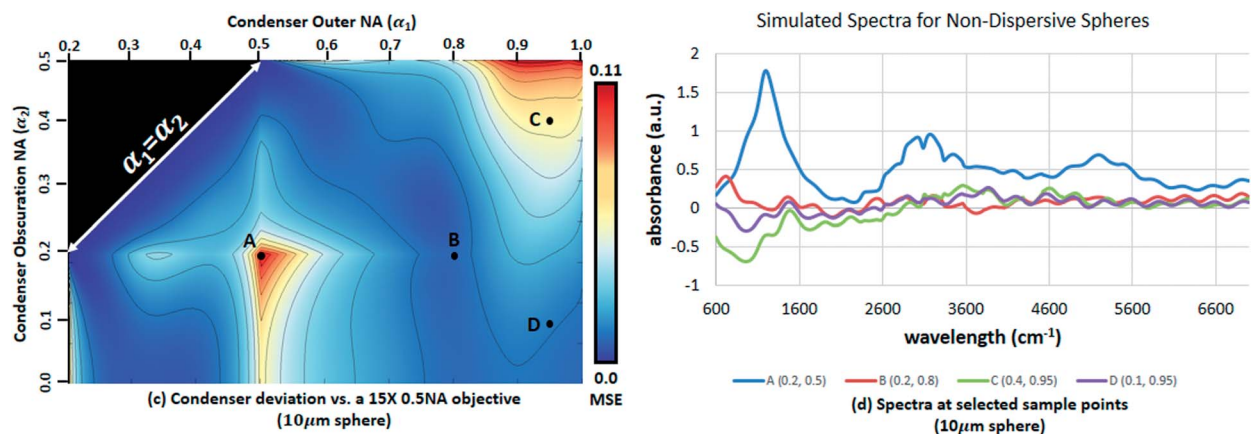 Condenser Outer NA (α₁)
0.2 0.3 0.4 0.5 0.6 0.7 0.8 0.9 1.0
Condenser Obscuration NA (α₂)
0.5
0.4
0.3
0.2
0.1
0.0
α₁=α₂
A
B
C
D
0.11
0.0
MSE
(c) Condenser deviation vs. a 15X 0.5NA objective
(10μm sphere)
Simulated Spectra for Non-Dispersive Spheres
absorbance (a.u.)
2
1.5
1
0.5
0
-0.5
-1
600 1600 2600 3600 4600 5600 6600
wavelength (cm⁻¹)
A (0.2, 0.5) B (0.2, 0.8) C (0.4, 0.95) D (0.1, 0.95)
(d) Spectra at selected sample points
(10μm sphere)